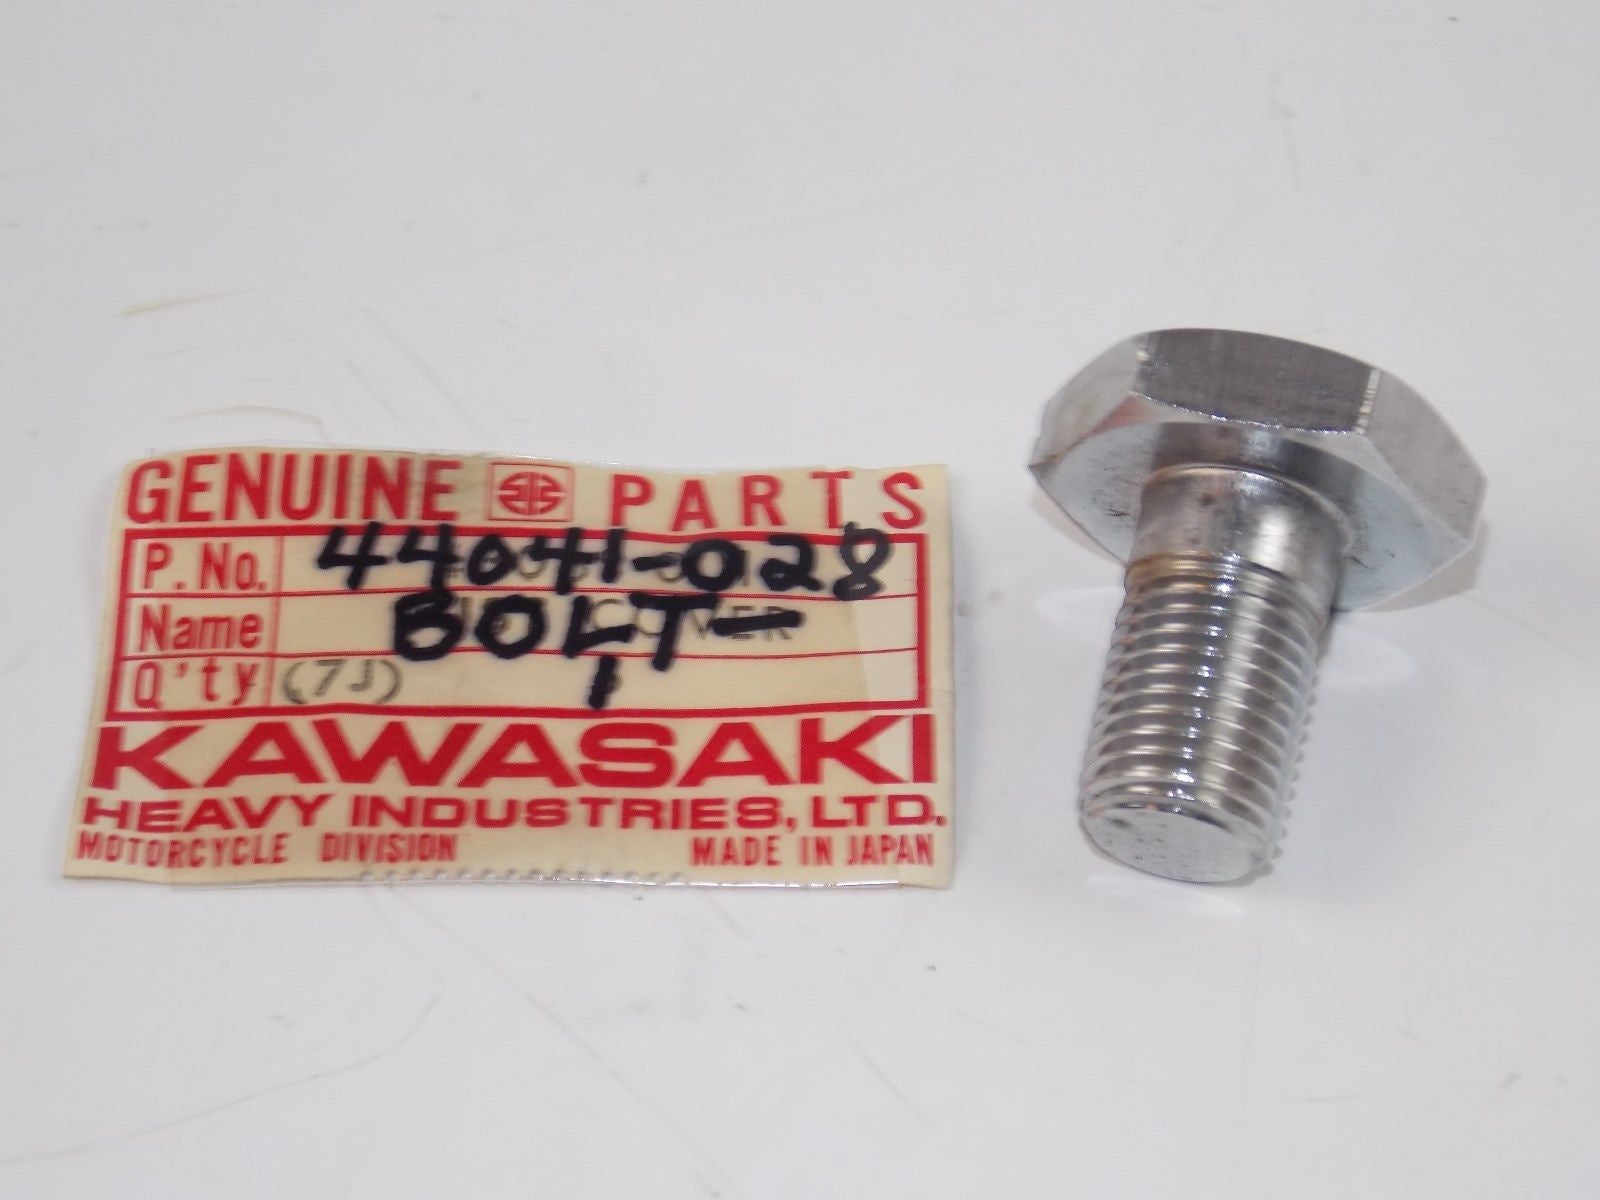 GENUINE PARTS
P. No. 44041-028
Name BOLT- COVER
Q'ty (7J) 1
KAWASAKI
HEAVY INDUSTRIES, LTD.
MOTORCYCLE DIVISION MADE IN JAPAN